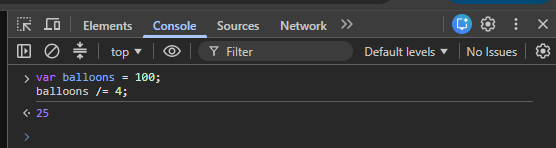 Elements Console Sources Network
top Filter Default levels No Issues
var balloons = 100;
balloons /= 4;
25